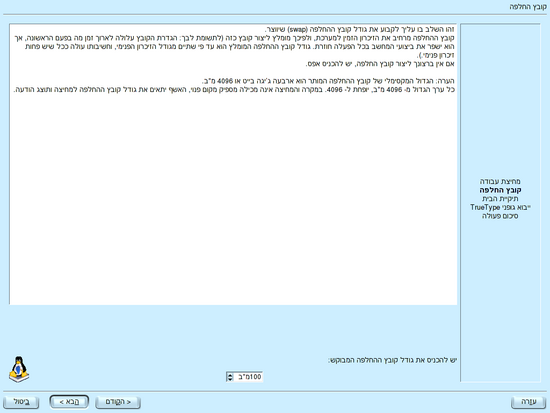 קובץ החלפה
זהו השלב בו עליך לקבוע את גודל קובץ ההחלפה (swap) שיווצר.
קובץ ההחלפה מרחיב את הזיכרון הזמין למערכת, ולפיכך מומלץ ליצור קובץ כזה (לתשומת לבך: הגדרת הקובץ עלולה לארוך זמן מה בפעם הראשונה, אך
הוא ישפר את ביצועי המחשב בכל הפעלה חוזרת. גודל קובץ ההחלפה המומלץ הוא עד פי שתיים מגודל הזיכרון הפנימי, וחשיבותו עולה ככל שיש פחות
זיכרון פנימי.).
אם אין ברצונך ליצור קובץ החלפה, יש להכניס אפס.
הערה: הגודל המקסימלי של קובץ ההחלפה המותר הוא ארבעה ג'יגה בייט או 4096 מ"ב.
כל ערך הגדול מ- 4096 מ"ב, יופחת ל- 4096. במקרה והמחיצה אינה מכילה מספיק מקום פנוי, האשף יתאים את גודל קובץ ההחלפה למחיצה ותוצג הודעה.
מחיצת עבודה
קובץ החלפה
תיקיית הבית
ייבוא גופני TrueType
סיכום פעולה
יש להכניס את גודל קובץ ההחלפה המבוקש:
100מ"ב
עזרה
< הקודם
הבא >
ביטול